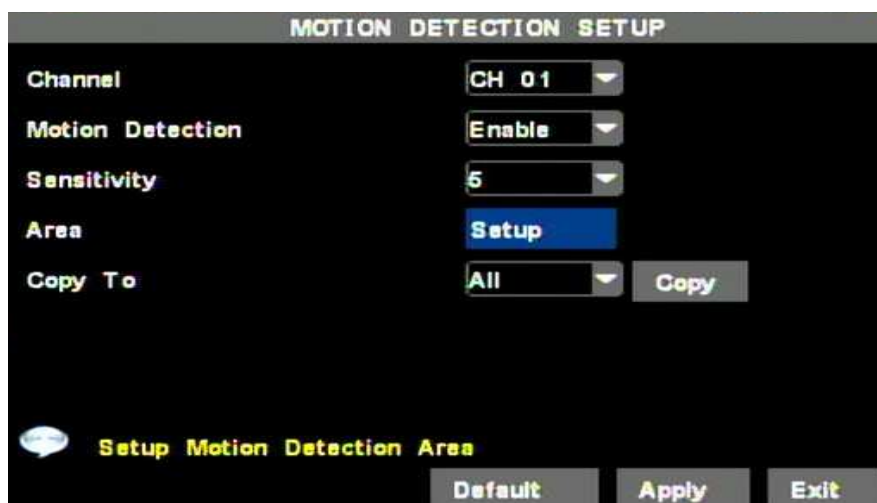 MOTION DETECTION SETUP
Channel CH 01
Motion Detection Enable
Sensitivity 5
Area Setup
Copy To All Copy
Setup Motion Detection Area
Default Apply Exit